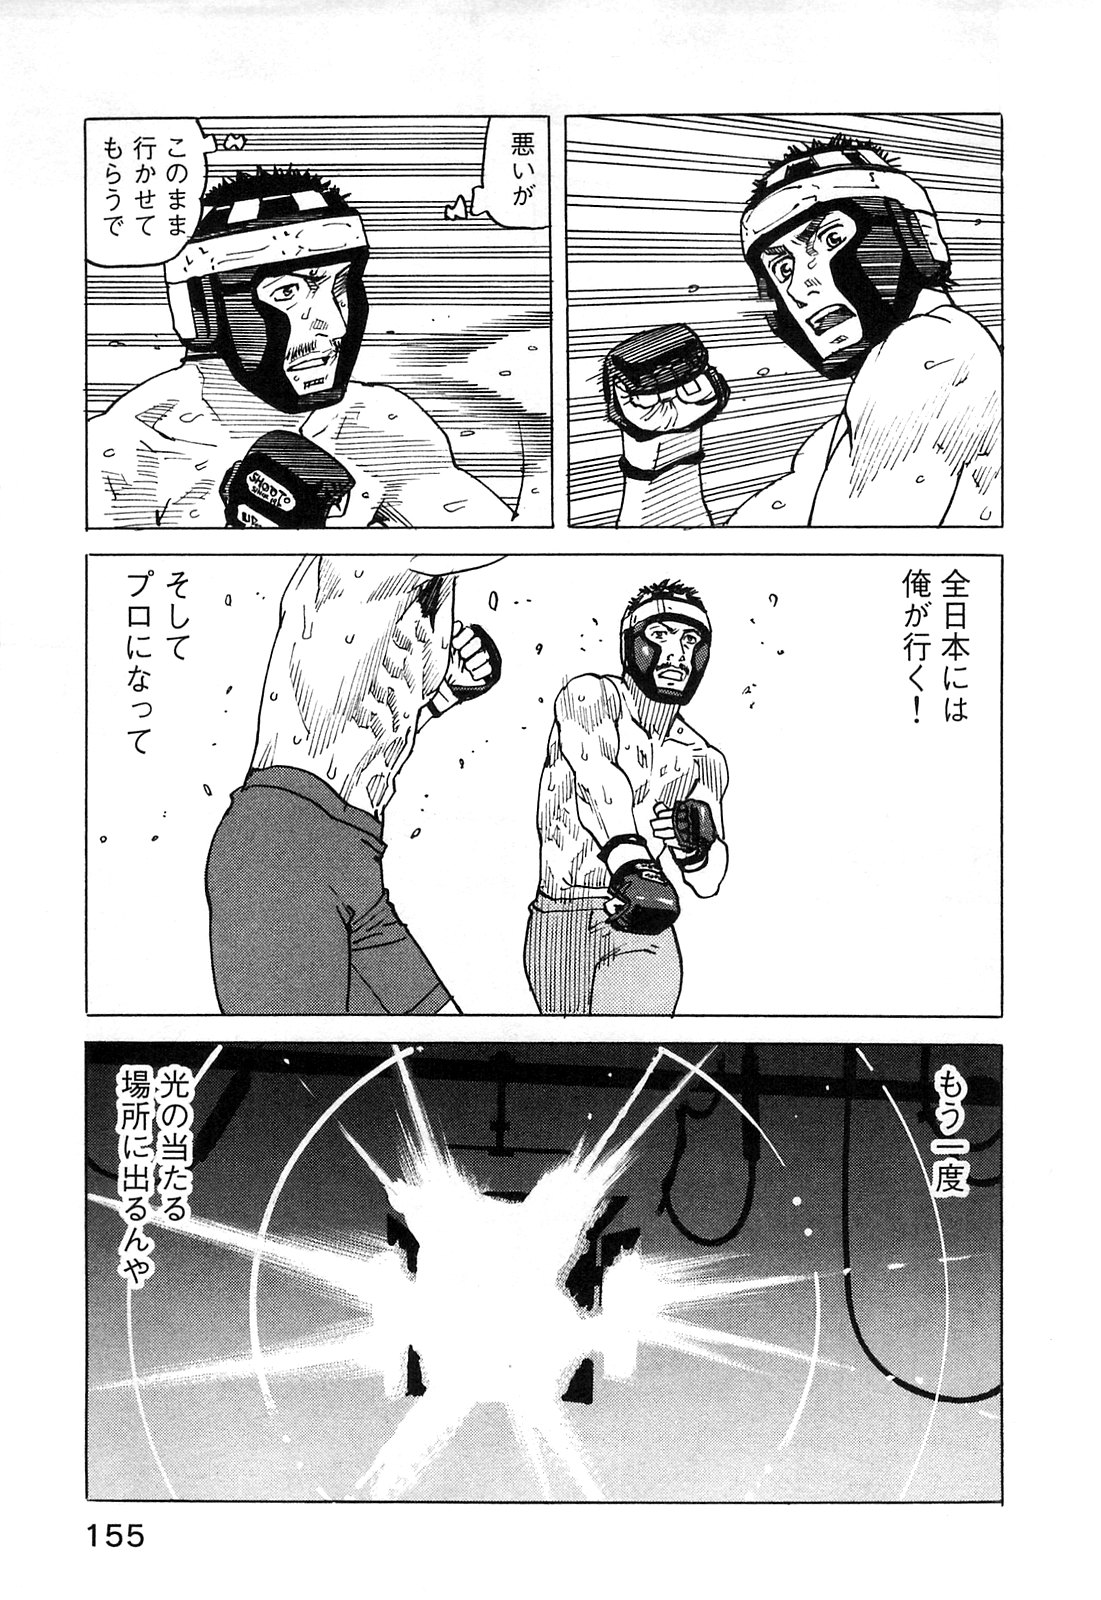 悪いが
このまま
行かせて
もらうで
SHOOTO
全日本には
俺が行く!
そして
プロになって
もう一度
光の当たる
場所に出るんや
155